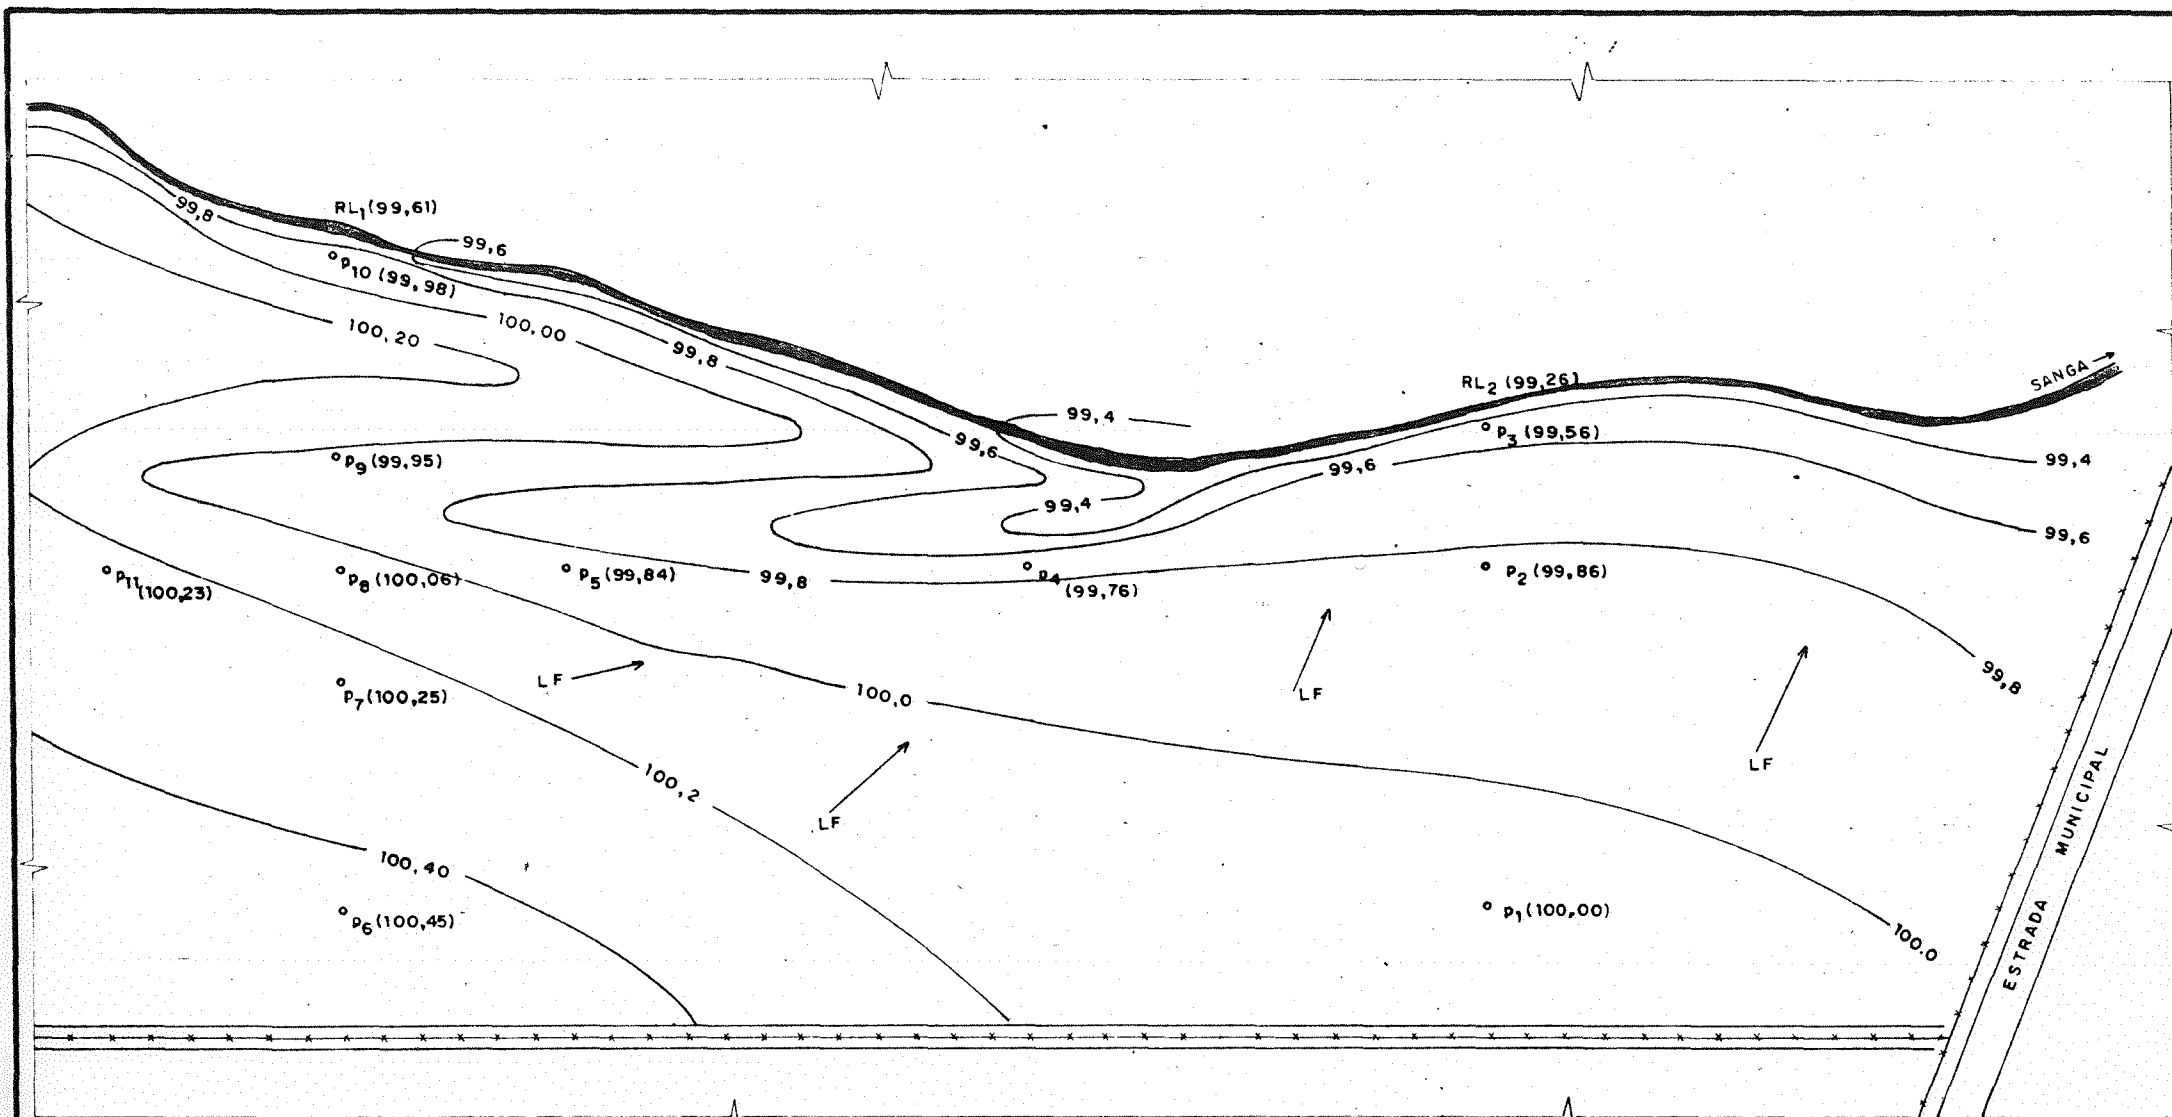 RL1 (99,61)
99,8
99,6
P10 (99,98)
100,20
100,00
99,8
SANGA
RL2 (99,26)
99,4
99,6
P3 (99,56)
P9 (99,95)
99,6
99,4
99,4
99,6
P11
(100,23)
P8 (100,06)
P5 (99,84)
99,8
P4
(99,76)
P2 (99,86)
LF
P7 (100,25)
100,0
LF
99,8
LF
100,2
LF
100,40
P6 (100,45)
P1 (100,00)
100.0
ESTRADA MUNICIPAL